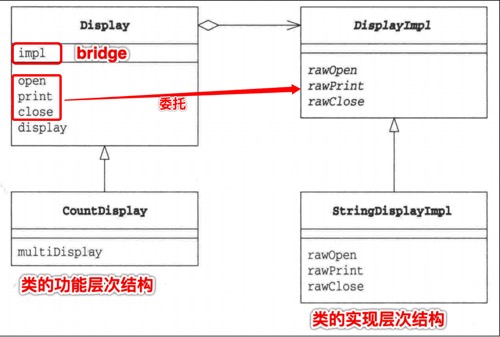 Display
impl
bridge
open
print
close
display
委托
DisplayImpl
rawOpen
rawPrint
rawClose
CountDisplay
multiDisplay
类的功能层次结构
StringDisplayImpl
rawOpen
rawPrint
rawClose
类的实现层次结构